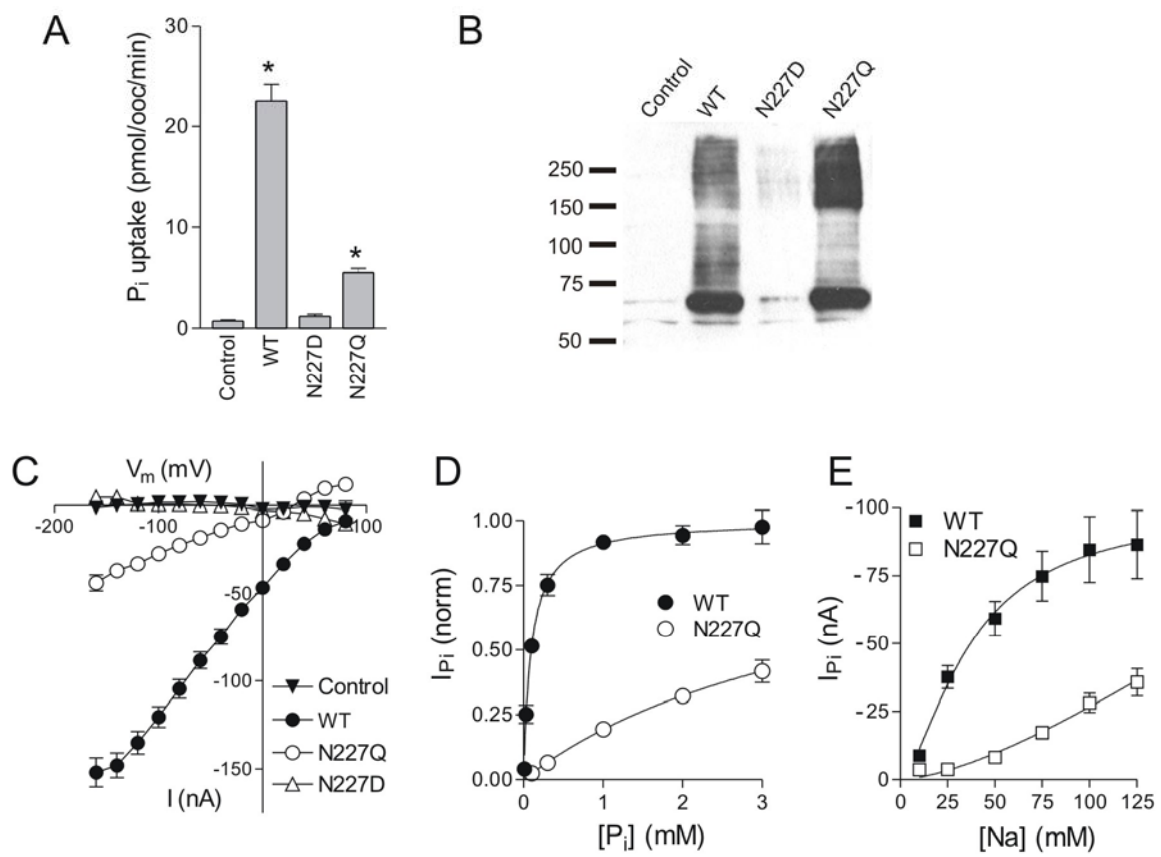 A
Pi uptake (pmol/ooc/min)
30
20
10
0
*
*
Control
WT
N227D
N227Q
B
Control
WT
N227D
N227Q
250
150
100
75
50
C
Vm (mV)
-200
-100
100
-50
-100
-150
I (nA)
Control
WT
N227Q
N227D
D
IPi (norm)
1.00
0.75
0.50
0.25
0.00
WT
N227Q
0
1
2
3
[Pi] (mM)
E
IPi (nA)
-100
-75
-50
-25
0
WT
N227Q
0
25
50
75
100
125
[Na] (mM)